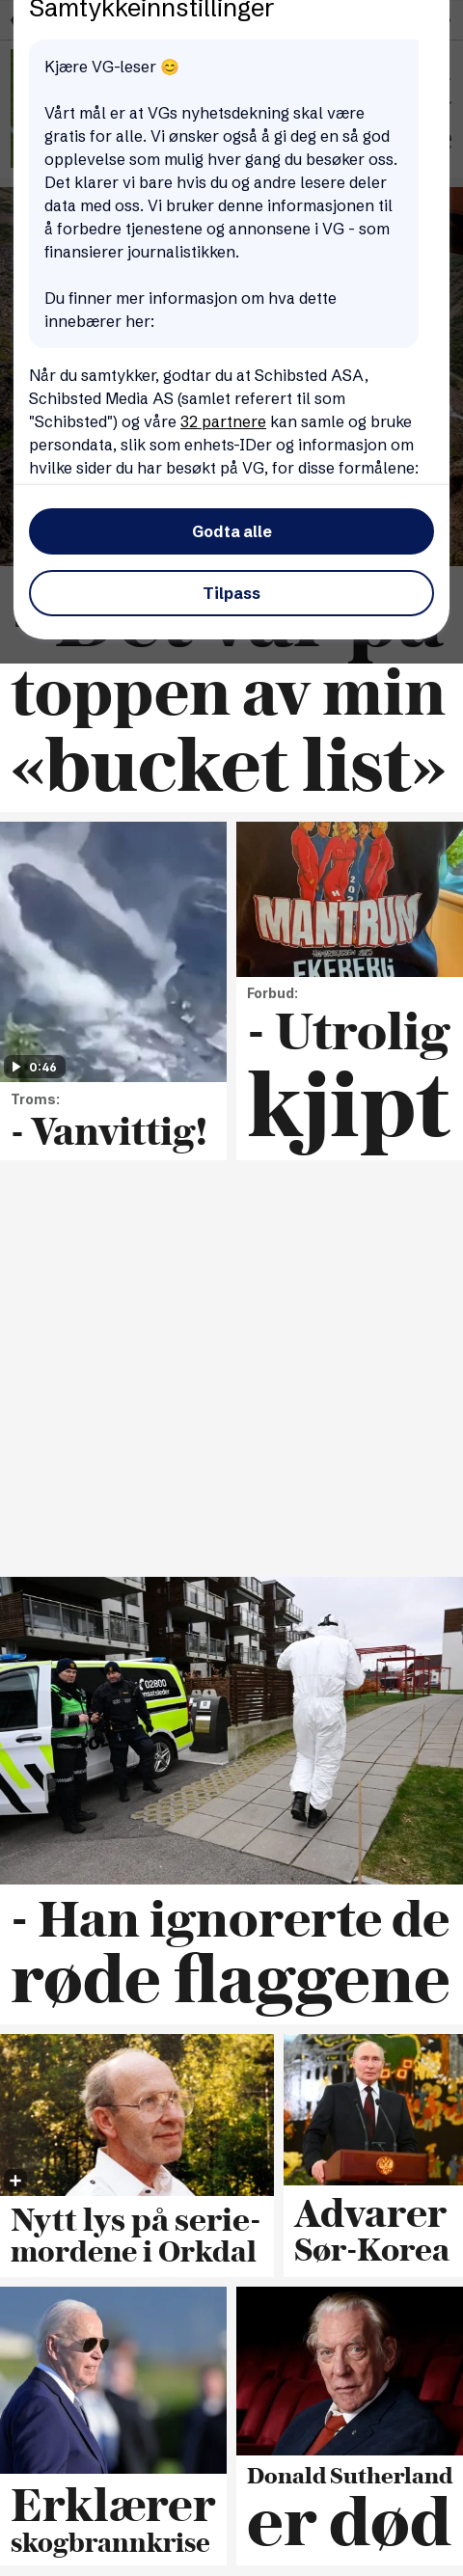 Samtykkeinnstillinger
Kjære VG-leser 😊
Vårt mål er at VGs nyhetsdekning skal være
gratis for alle. Vi ønsker også å gi deg en så god
opplevelse som mulig hver gang du besøker oss.
Det klarer vi bare hvis du og andre lesere deler
data med oss. Vi bruker denne informasjonen til
å forbedre tjenestene og annonsene i VG - som
finansierer journalistikken.
Du finner mer informasjon om hva dette
innebærer her:
Når du samtykker, godtar du at Schibsted ASA,
Schibsted Media AS (samlet referert til som
"Schibsted") og våre 32 partnere kan samle og bruke
persondata, slik som enhets-IDer og informasjon om
hvilke sider du har besøkt på VG, for disse formålene:
Godta alle
Tilpass
- Det var på
toppen av min
«bucket list»
MANTRUM
EKEBERG
0:46
Troms:
- Vanvittig!
Forbud:
- Utrolig
kjipt
02800
- Han ignorerte de
røde flaggene
Nytt lys på serie-
mordene i Orkdal
Advarer
Sør-Korea
Erklærer
skogbrannkrise
Donald Sutherland
er død